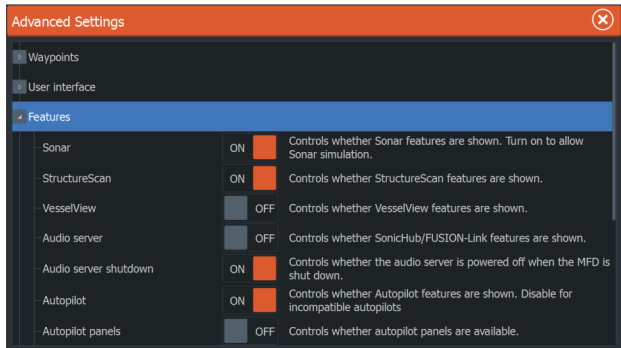 Advanced Settings
Waypoints
User interface
Features
Sonar ON Controls whether Sonar features are shown. Turn on to allow
Sonar simulation.
StructureScan ON Controls whether StructureScan features are shown.
VesselView OFF Controls whether VesselView features are shown.
Audio server OFF Controls whether SonicHub/FUSION-Link features are shown.
Audio server shutdown ON Controls whether the audio server is powered off when the MFD is
shut down.
Autopilot ON Controls whether Autopilot features are shown. Disable for
incompatible autopilots
Autopilot panels OFF Controls whether autopilot panels are available.